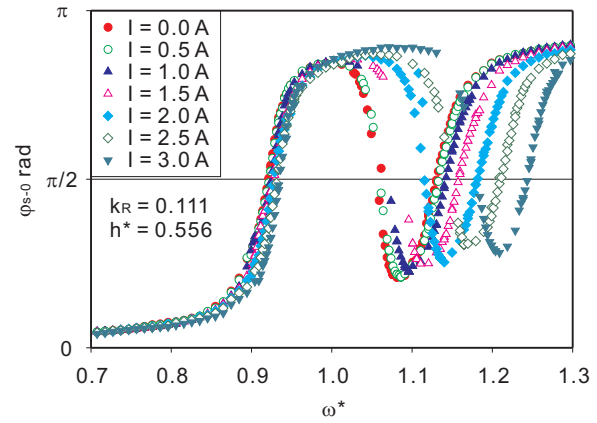 π
I = 0.0 A
I = 0.5 A
I = 1.0 A
I = 1.5 A
I = 2.0 A
I = 2.5 A
I = 3.0 A
φs-0 rad
π/2
kR = 0.111
h* = 0.556
0
0.7 0.8 0.9 1.0 1.1 1.2 1.3
ω*